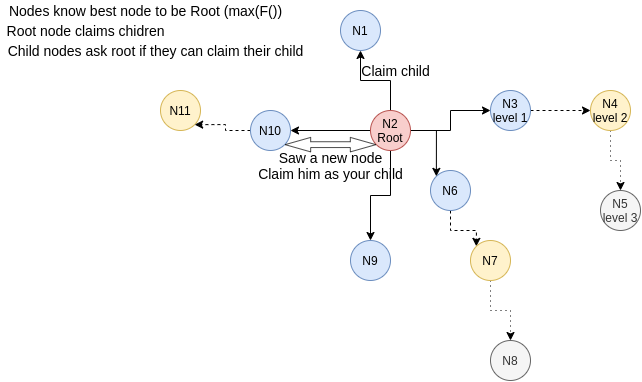 Nodes know best node to be Root (max(F())
Root node claims chidren
Child nodes ask root if they can claim their child
N1
Claim child
N11
N10
N2
Root
N3
level 1
N4
level 2
Saw a new node
Claim him as your child
N6
N5
level 3
N9
N7
N8